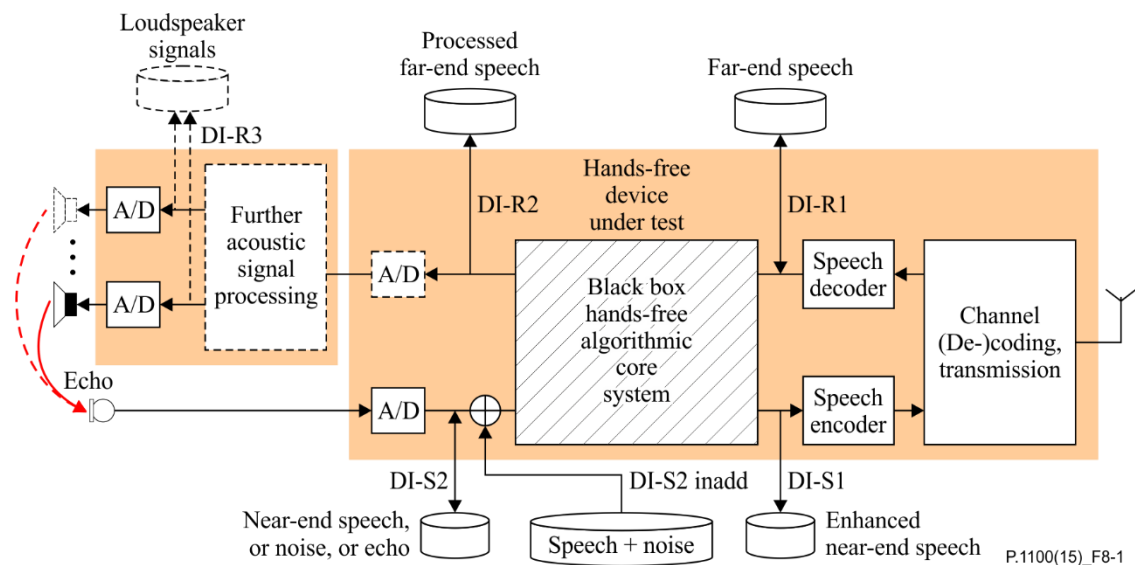 Loudspeaker
signals
Processed
far-end speech
Far-end speech
DI-R3
Hands-free
device
under test
DI-R2
DI-R1
A/D
Further
acoustic
signal
processing
A/D
A/D
Black box
hands-free
algorithmic
core
system
Speech
decoder
Channel
(De-)coding,
transmission
Echo
A/D
Speech
encoder
DI-S2
DI-S2 inadd
DI-S1
Near-end speech,
or noise, or echo
Speech + noise
Enhanced
near-end speech
P.1100(15)_F8-1